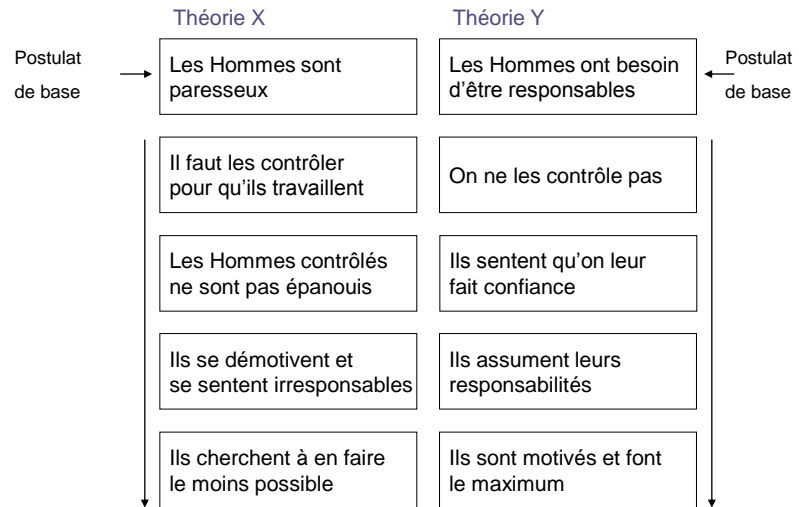 Théorie X
Théorie Y
Postulat
de base
Les Hommes sont
paresseux
Les Hommes ont besoin
d'être responsables
Postulat
de base
Il faut les contrôler
pour qu'ils travaillent
On ne les contrôle pas
Les Hommes contrôlés
ne sont pas épanouis
Ils sentent qu'on leur
fait confiance
Ils se démotivent et
se sentent irresponsables
Ils assument leurs
responsabilités
Ils cherchent à en faire
le moins possible
Ils sont motivés et font
le maximum